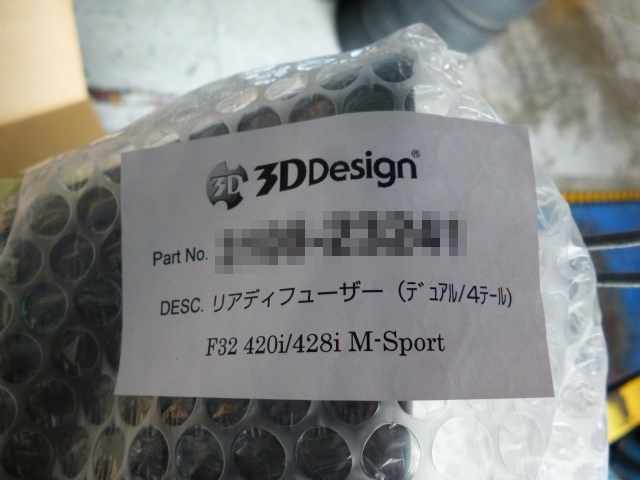 3D 3DDesign®
Part No.
DESC. リアディフューザー (ﾃﾞｭｱﾙ/4ﾃｰﾙ)
F32 420i/428i M-Sport